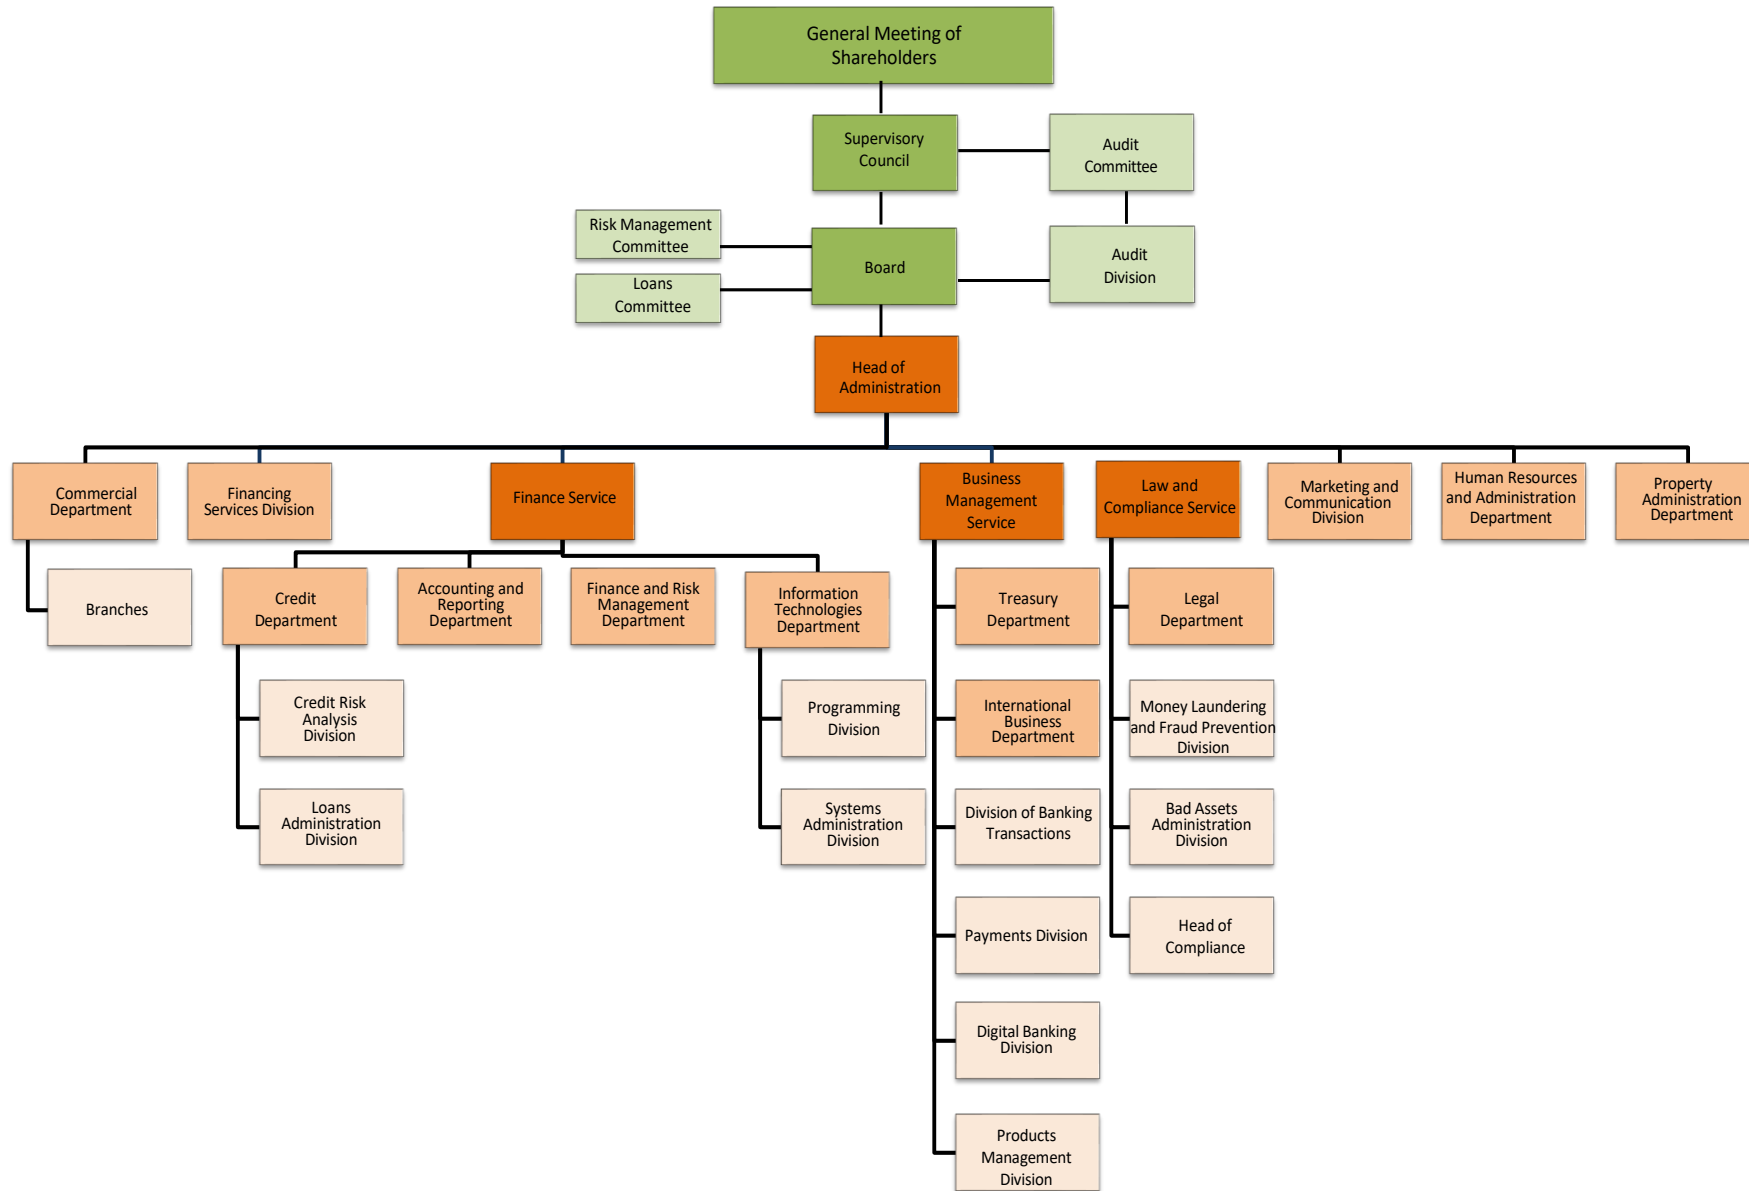 General Meeting of
Shareholders
Supervisory
Council
Audit
Committee
Risk Management
Committee
Board
Audit
Division
Loans
Committee
Head of
Administration
Commercial
Department
Financing
Services Division
Finance Service
Business
Management
Service
Law and
Compliance Service
Marketing and
Communication
Division
Human Resources
and Administration
Department
Property
Administration
Department
Branches
Credit
Department
Accounting and
Reporting
Department
Finance and Risk
Management
Department
Information
Technologies
Department
Treasury
Department
Legal
Department
Credit Risk
Analysis
Division
Programming
Division
International
Business
Department
Money Laundering
and Fraud Prevention
Division
Loans
Administration
Division
Systems
Administration
Division
Division of Banking
Transactions
Bad Assets
Administration
Division
Payments Division
Head of
Compliance
Digital Banking
Division
Products
Management
Division